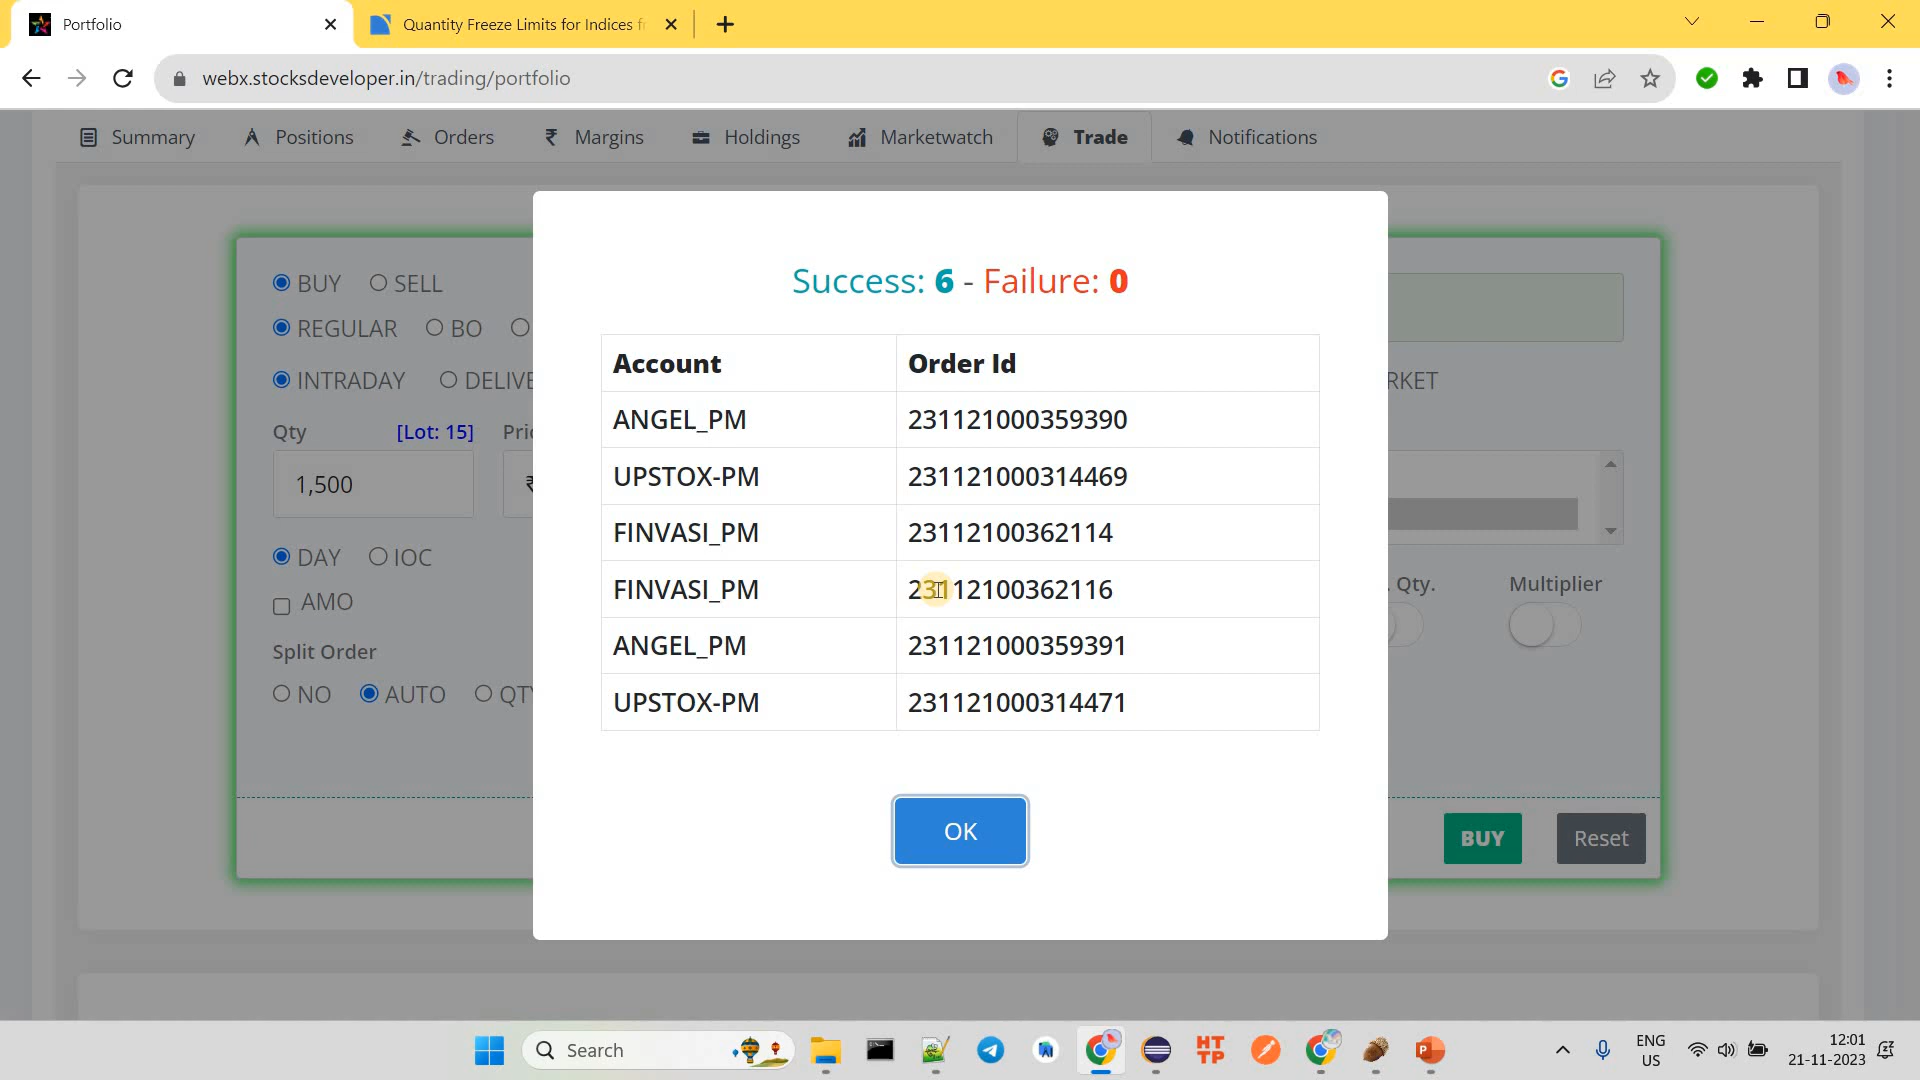 Portfolio
Quantity Freeze Limits for Indices f
webx.stocksdeveloper.in/trading/portfolio
Summary Positions Orders Margins Holdings Marketwatch Trade Notifications
Success: 6 - Failure: 0
BUY SELL
REGULAR BO
Account Order Id
INTRADAY DELIVE RKET
ANGEL_PM 231121000359390
Qty [Lot: 15] Pric
UPSTOX-PM 231121000314469
1,500 ₹
FINVASI_PM 23112100362114
DAY IOC
FINVASI_PM 23112100362116
. Qty. Multiplier
AMO
ANGEL_PM 231121000359391
Split Order
NO AUTO QTY
UPSTOX-PM 231121000314471
OK
BUY Reset
Search
HT
TP
ENG
US
12:01
21-11-2023